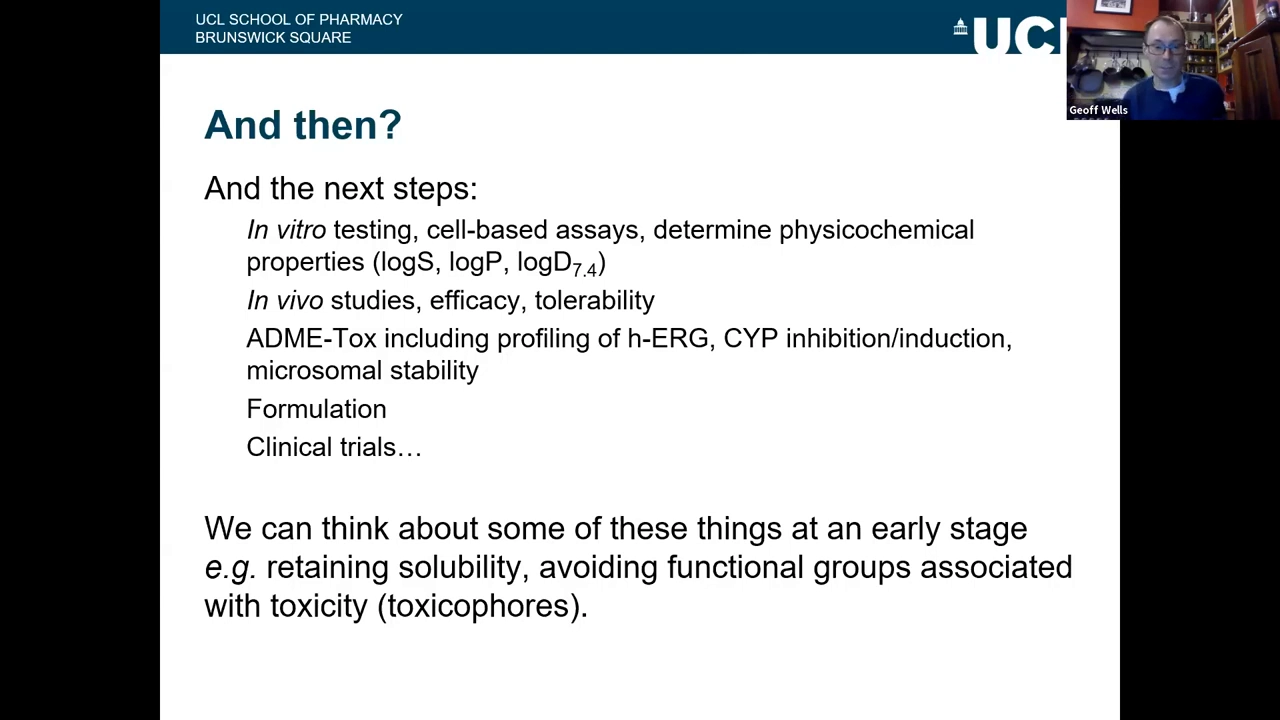 UCL SCHOOL OF PHARMACY
BRUNSWICK SQUARE
UCL
Geoff Wells
And then?
And the next steps:
In vitro testing, cell-based assays, determine physicochemical
properties (logS, logP, logD7.4)
In vivo studies, efficacy, tolerability
ADME-Tox including profiling of h-ERG, CYP inhibition/induction,
microsomal stability
Formulation
Clinical trials…
We can think about some of these things at an early stage
e.g. retaining solubility, avoiding functional groups associated
with toxicity (toxicophores).